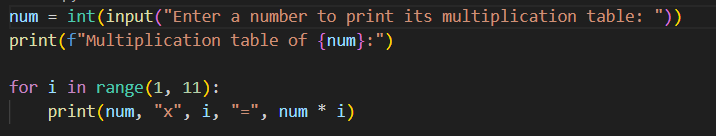 num = int(input("Enter a number to print its multiplication table: "))
print(f"Multiplication table of {num}:")
for i in range(1, 11):
    print(num, "x", i, "=", num * i)